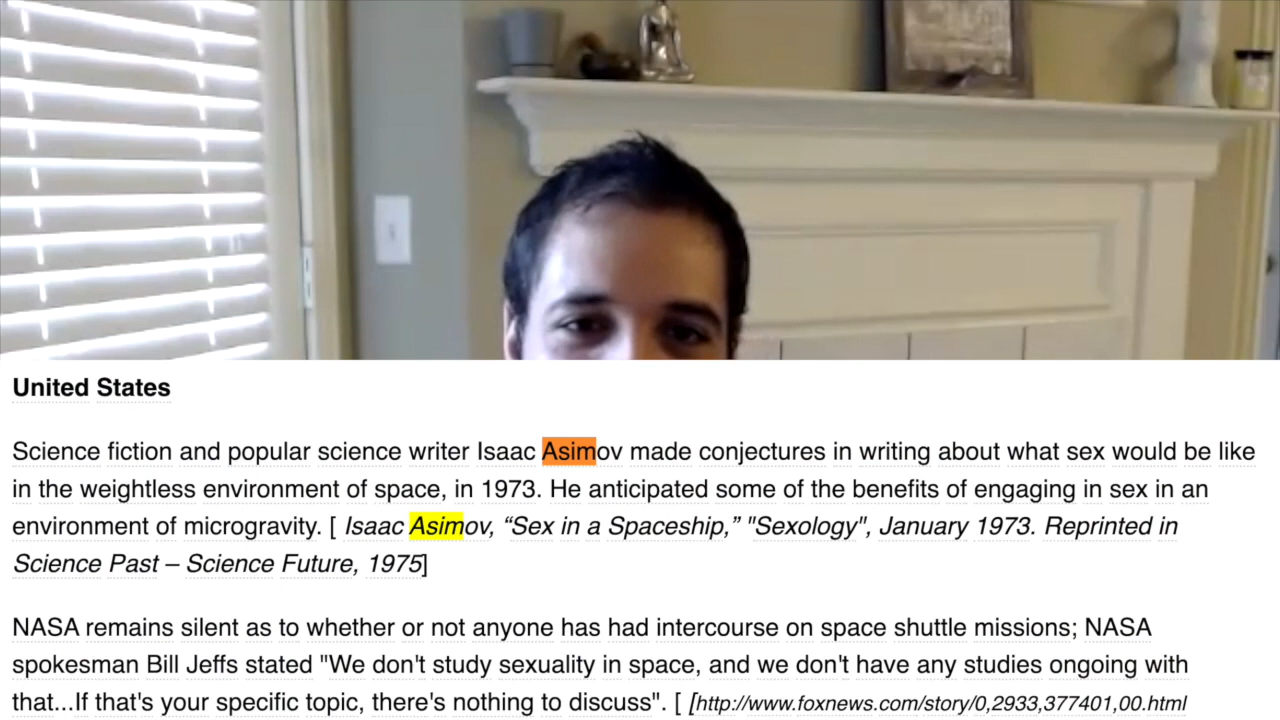 United States
Science fiction and popular science writer Isaac Asimov made conjectures in writing about what sex would be like
in the weightless environment of space, in 1973. He anticipated some of the benefits of engaging in sex in an
environment of microgravity. [ Isaac Asimov, “Sex in a Spaceship,” "Sexology", January 1973. Reprinted in
Science Past – Science Future, 1975]
NASA remains silent as to whether or not anyone has had intercourse on space shuttle missions; NASA
spokesman Bill Jeffs stated "We don't study sexuality in space, and we don't have any studies ongoing with
that...If that's your specific topic, there's nothing to discuss". [ [http://www.foxnews.com/story/0,2933,377401,00.html